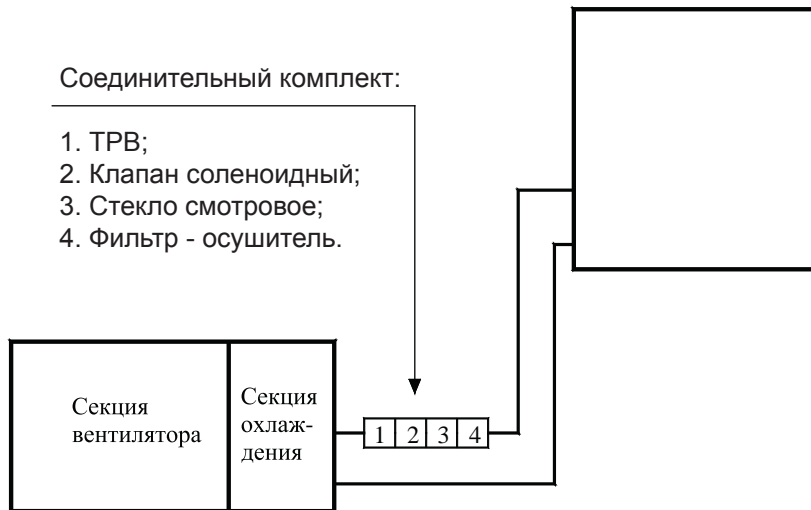 Соединительный комплект:
1. ТРВ;
2. Клапан соленоидный;
3. Стекло смотровое;
4. Фильтр - осушитель.
Секция
вентилятора
Секция
охлаж-
дения
1 2 3 4